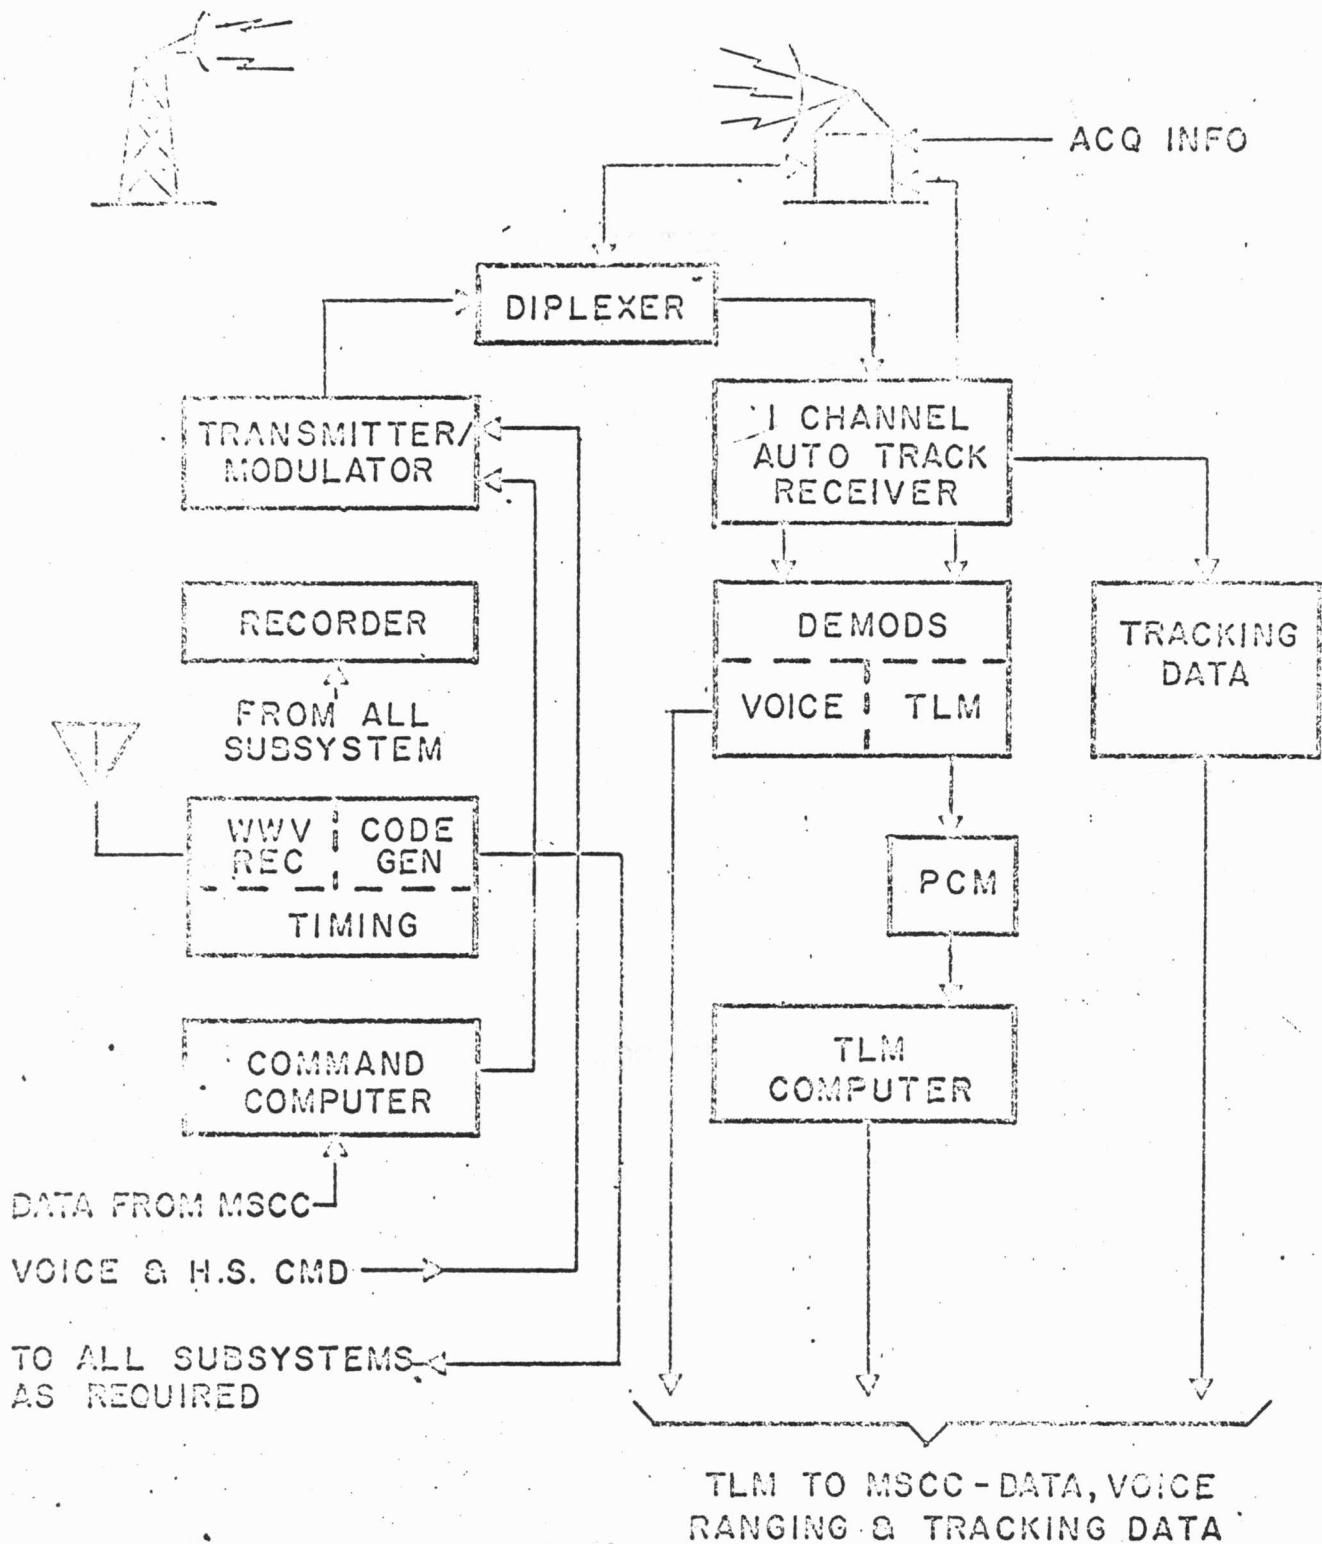 ACQ INFO
DIPLEXER
TRANSMITTER/
MODULATOR
1 CHANNEL
AUTO TRACK
RECEIVER
RECORDER
FROM ALL
SUBSYSTEM
DEMODS
VOICE
TLM
TRACKING
DATA
WWV
REC
CODE
GEN
TIMING
PCM
COMMAND
COMPUTER
TLM
COMPUTER
DATA FROM MSCC
VOICE & H.S. CMD
TO ALL SUBSYSTEMS
AS REQUIRED
TLM TO MSCC - DATA, VOICE
RANGING & TRACKING DATA